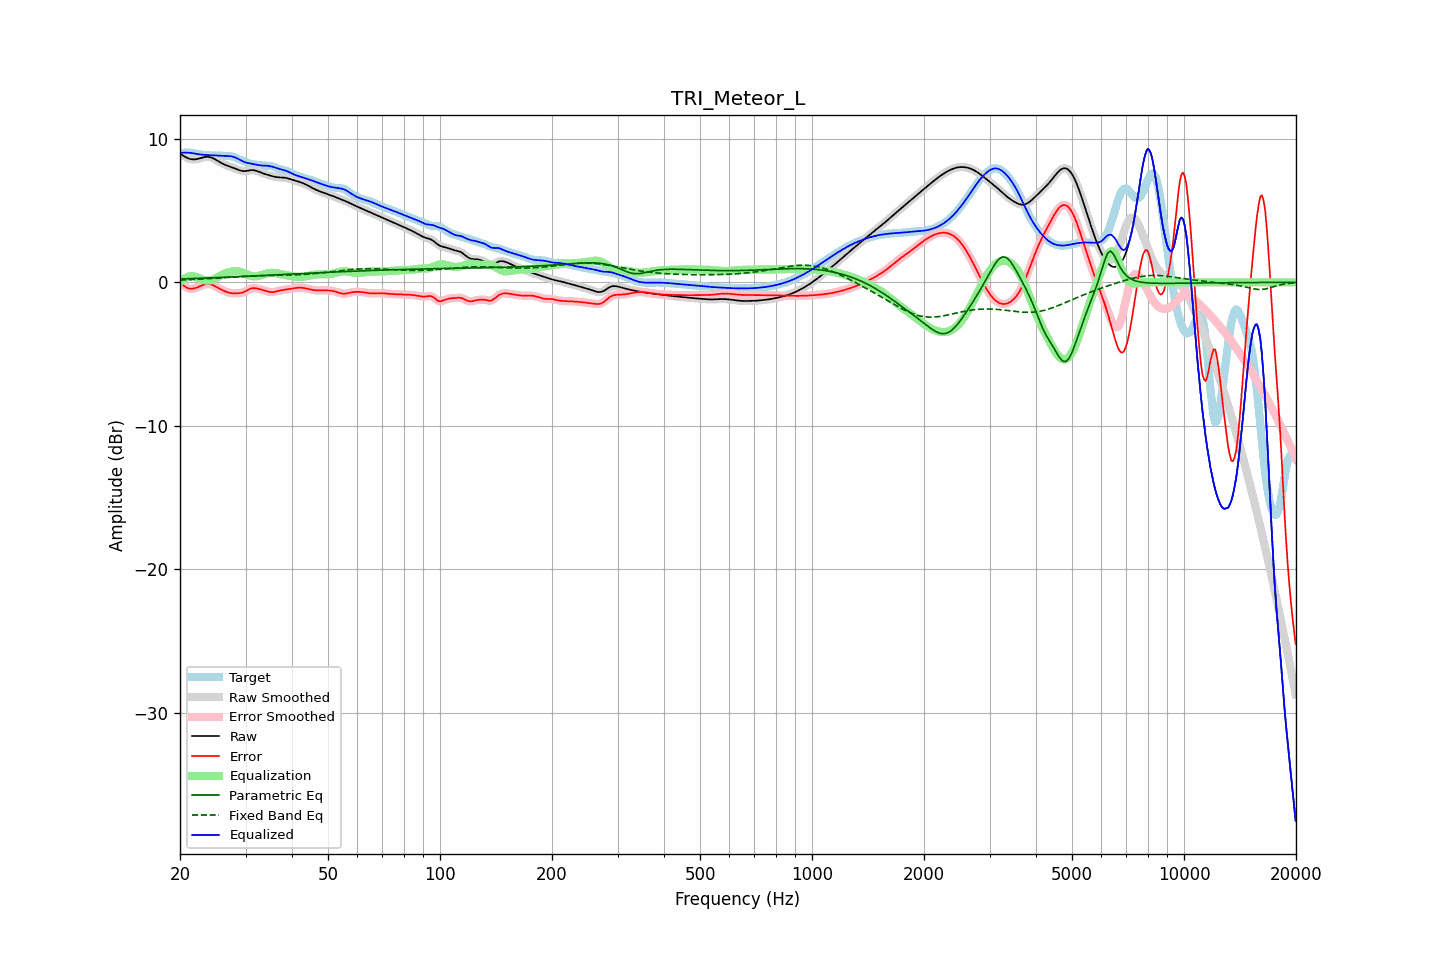 TRI_Meteor_L
10
0
−10
−20
−30
Amplitude (dBr)
Target
Raw Smoothed
Error Smoothed
Raw
Error
Equalization
Parametric Eq
Fixed Band Eq
Equalized
20 50 100 200 500 1000 2000 5000 10000 20000
Frequency (Hz)